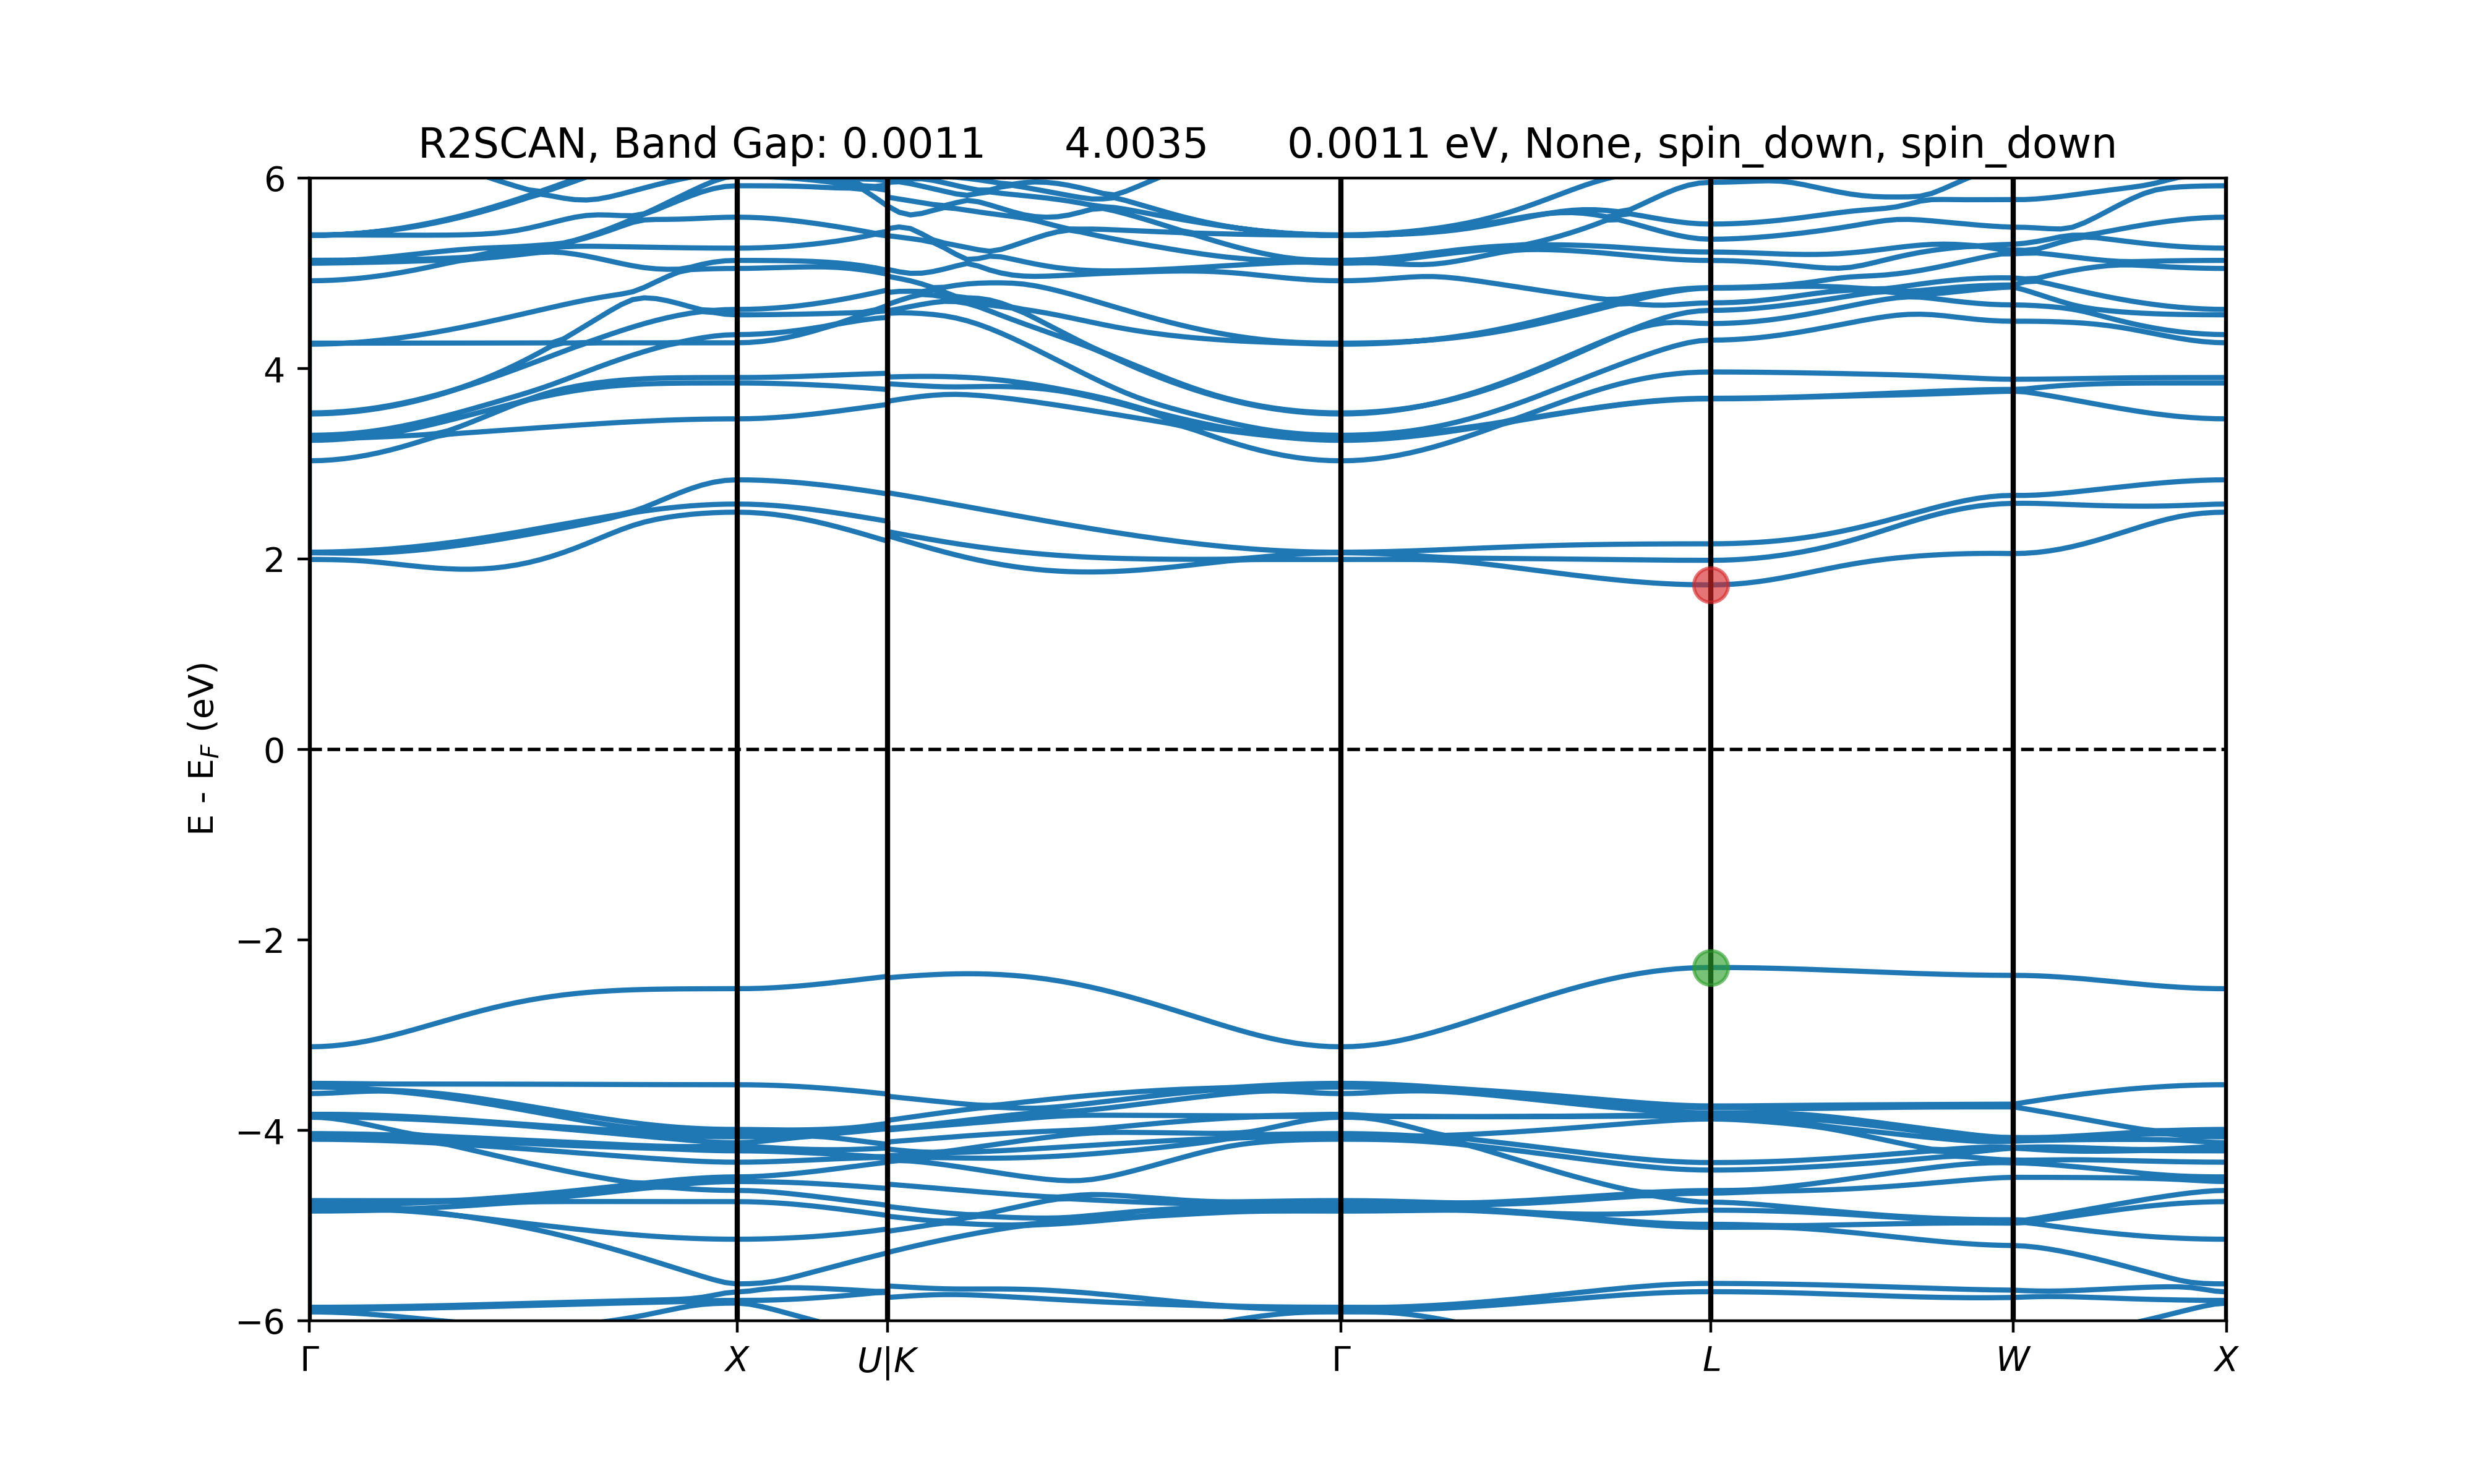 R2SCAN, Band Gap: 0.0011 4.0035 0.0011 eV, None, spin_down, spin_down
6
4
2
0
−2
−4
−6
E - E_F (eV)
Γ X U|K Γ L W X